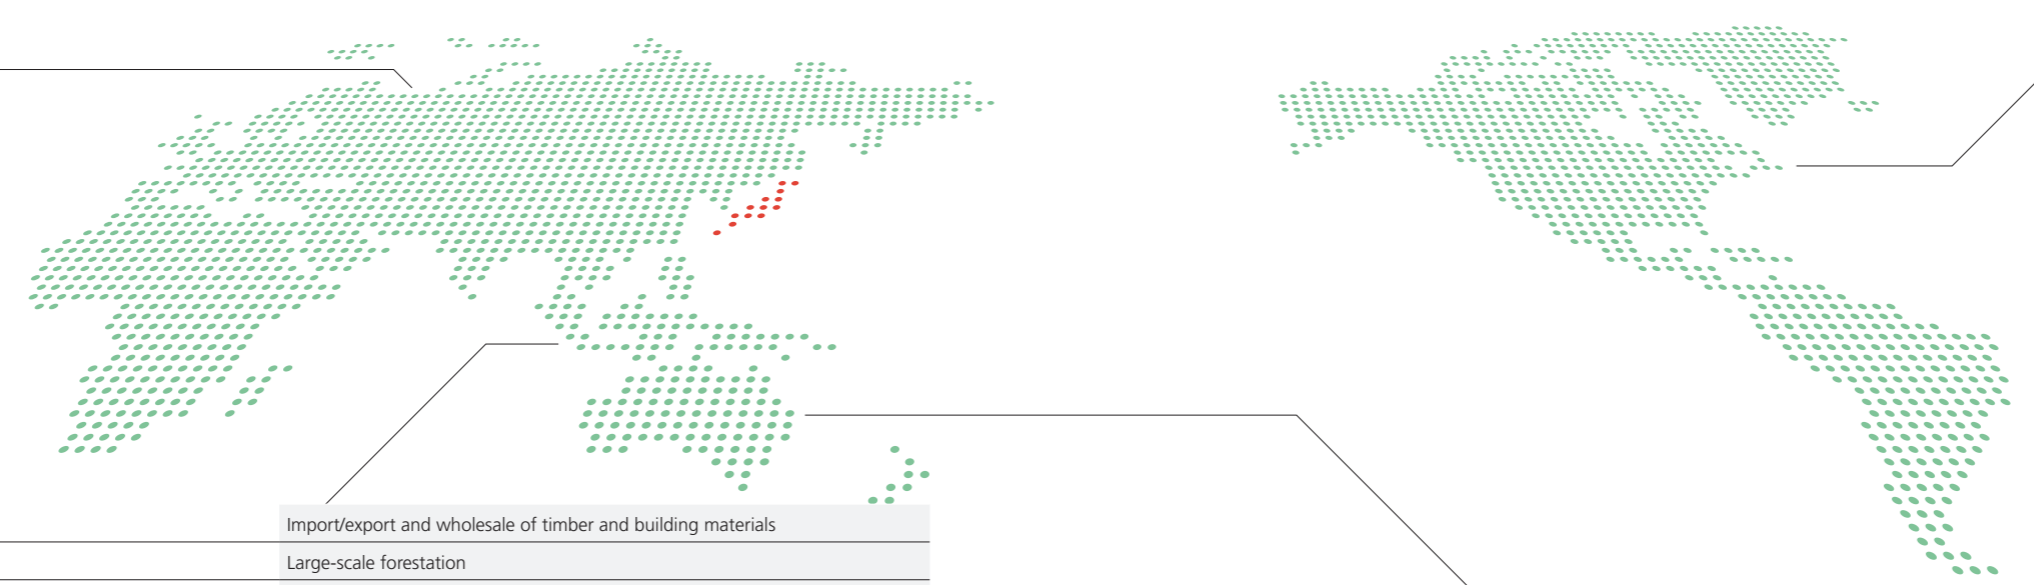 Import/export and wholesale of timber and building materials
Large-scale forestation